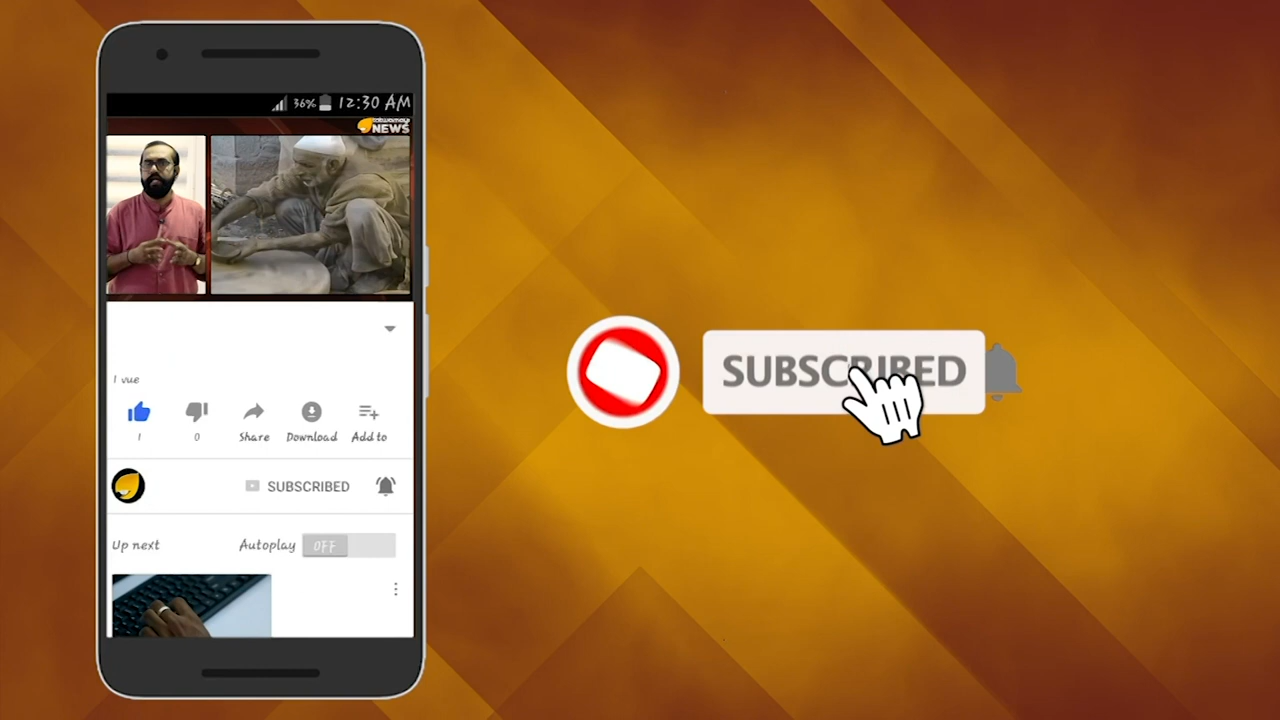 36% 12:30 AM
tatwamayi
NEWS
1 vue
1
0
Share
Download
Add to
SUBSCRIBED
Up next
Autoplay
OFF
SUBSCRIBED